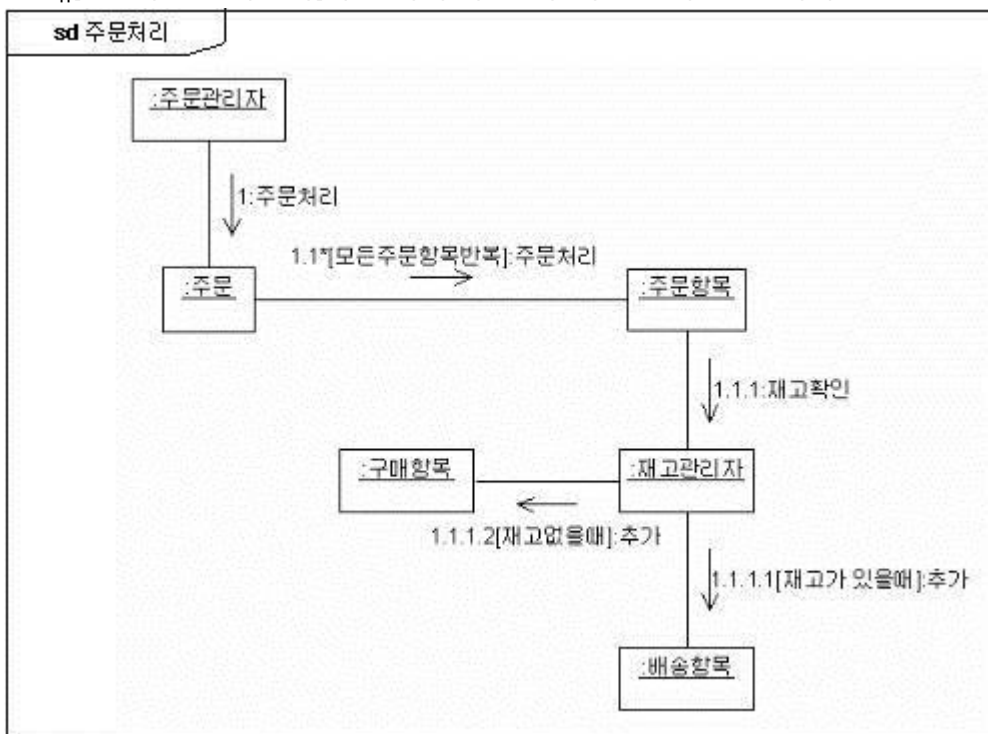 sd 주문처리
:주문관리자
1:주문처리
1.1*[모든주문항목반복]:주문처리
:주문
:주문항목
1.1.1:재고확인
:구매항목
:재고관리자
1.1.1.2[재고없을때]:추가
1.1.1.1[재고가 있을때]:추가
:배송항목